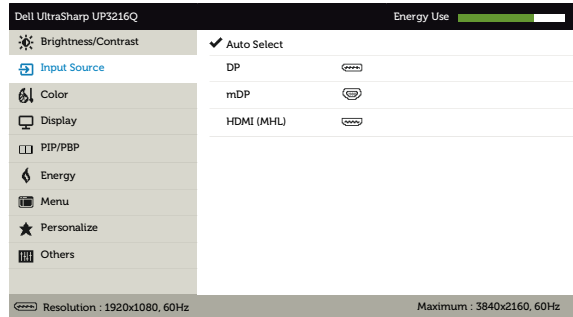 Dell UltraSharp UP3216Q Energy Use
Brightness/Contrast
Auto Select
Input Source
DP
Color
mDP
Display
HDMI (MHL)
PIP/PBP
Energy
Menu
Personalize
Others
Resolution : 1920x1080, 60Hz Maximum : 3840x2160, 60Hz